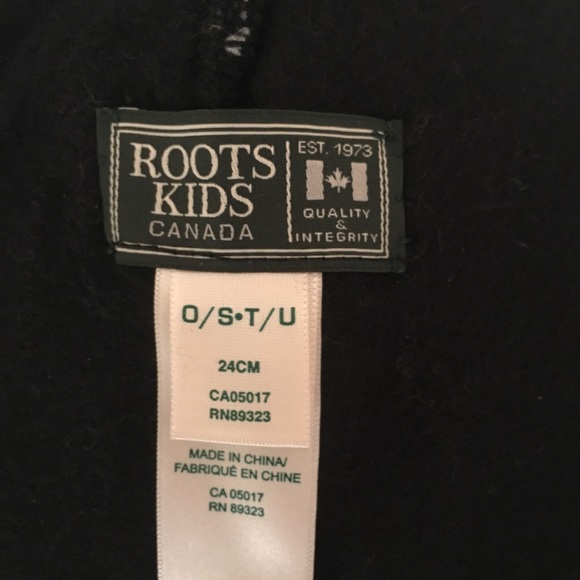 ROOTS
KIDS
CANADA
EST. 1973
QUALITY
&
INTEGRITY
O/S•T/U
24CM
CA05017
RN89323
MADE IN CHINA/
FABRIQUÉ EN CHINE
CA 05017
RN 89323